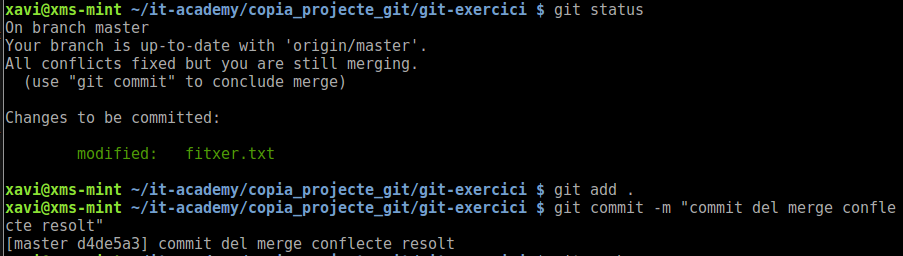 xavi@xms-mint ~/it-academy/copia_projecte_git/git-exercici $ git status
On branch master
Your branch is up-to-date with 'origin/master'.
All conflicts fixed but you are still merging.
  (use "git commit" to conclude merge)

Changes to be committed:

        modified:   fitxer.txt

xavi@xms-mint ~/it-academy/copia_projecte_git/git-exercici $ git add .
xavi@xms-mint ~/it-academy/copia_projecte_git/git-exercici $ git commit -m "commit del merge confle
cte resolt"
[master d4de5a3] commit del merge conflecte resolt